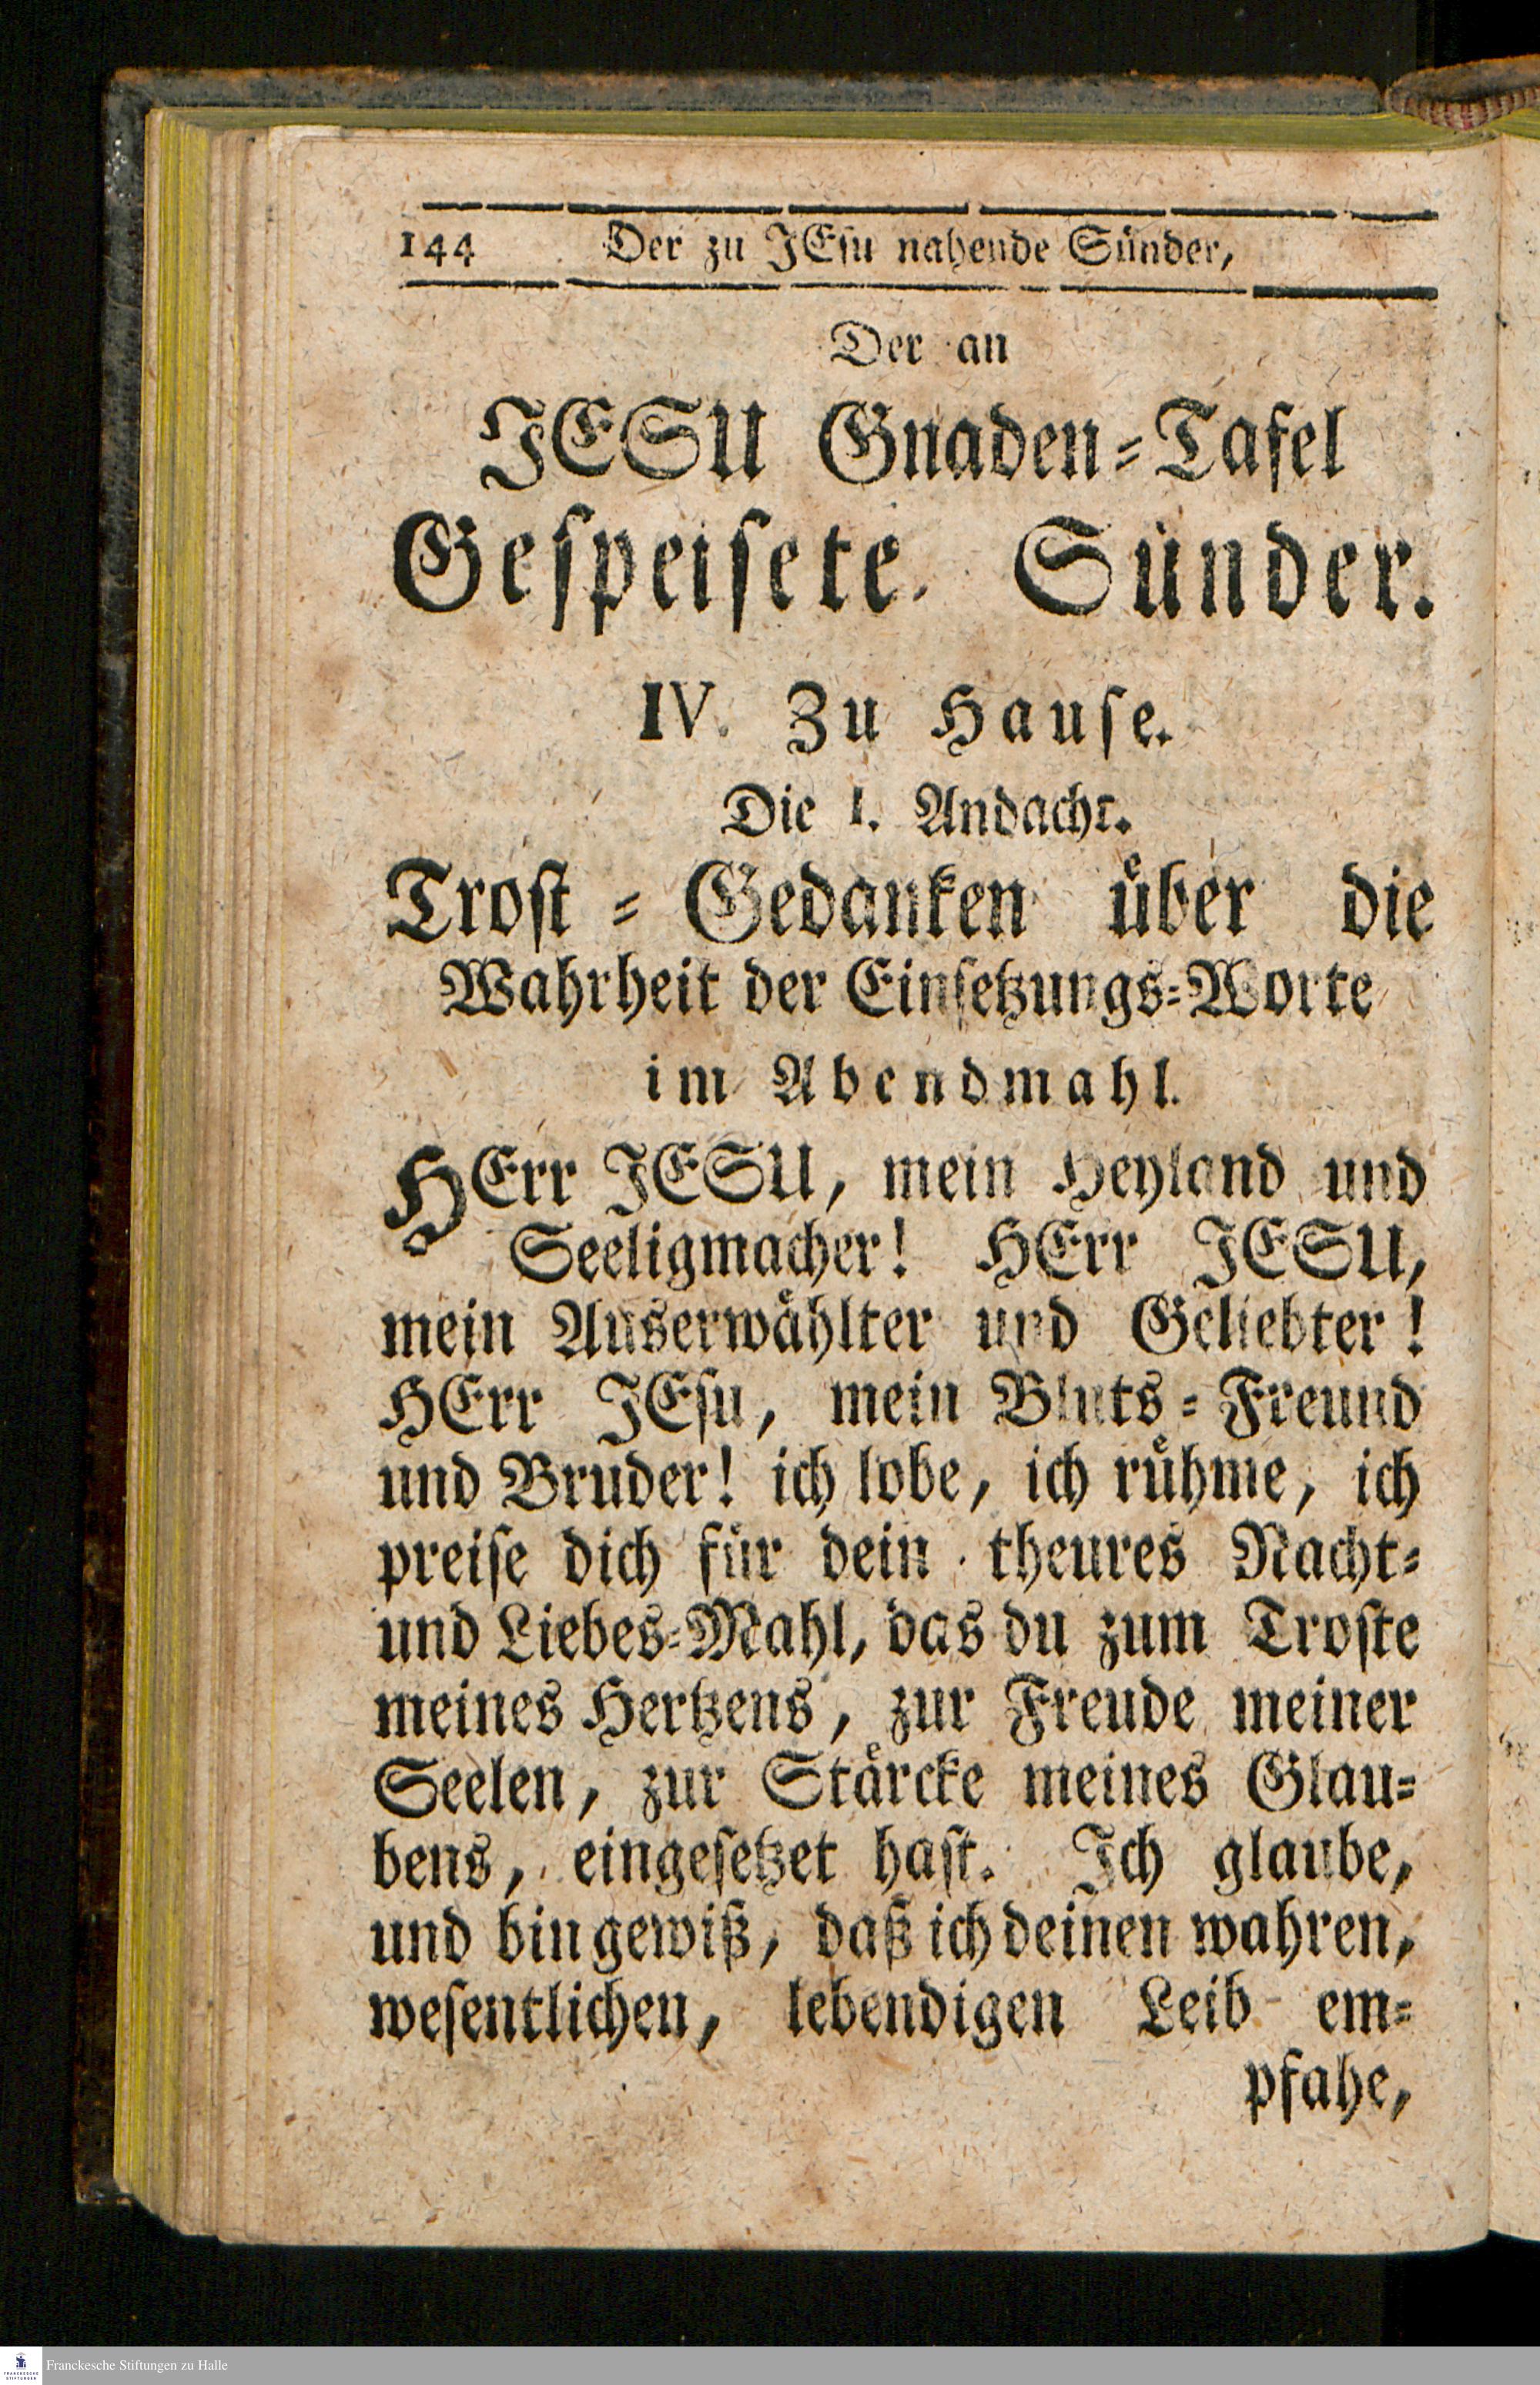 144 Der zu JEsu nahende Sünder,
Der an
JESU Gnaden-Tafel
Gespeisete Sünder.
IV. Zu Hause.
Die I. Andacht.
Trost-Gedanken über die
Wahrheit der Einsetzungs-Worte
im Abendmahl.
HErr JESU, mein Heyland und
Seeligmacher! HErr JESU,
mein Auserwählter und Geliebter!
HErr JEsu, mein Bluts-Freund
und Bruder! ich lobe, ich rühme, ich
preise dich für dein theures Nacht-
und Liebes-Mahl, das du zum Troste
meines Hertzens, zur Freude meiner
Seelen, zur Stärcke meines Glau-
bens, eingesetzet hast. Ich glaube,
und bin gewiß, daß ich deinen wahren,
wesentlichen, lebendigen Leib em-
pfahe,
FRANCKESCHE
STIFTUNGEN
Franckesche Stiftungen zu Halle